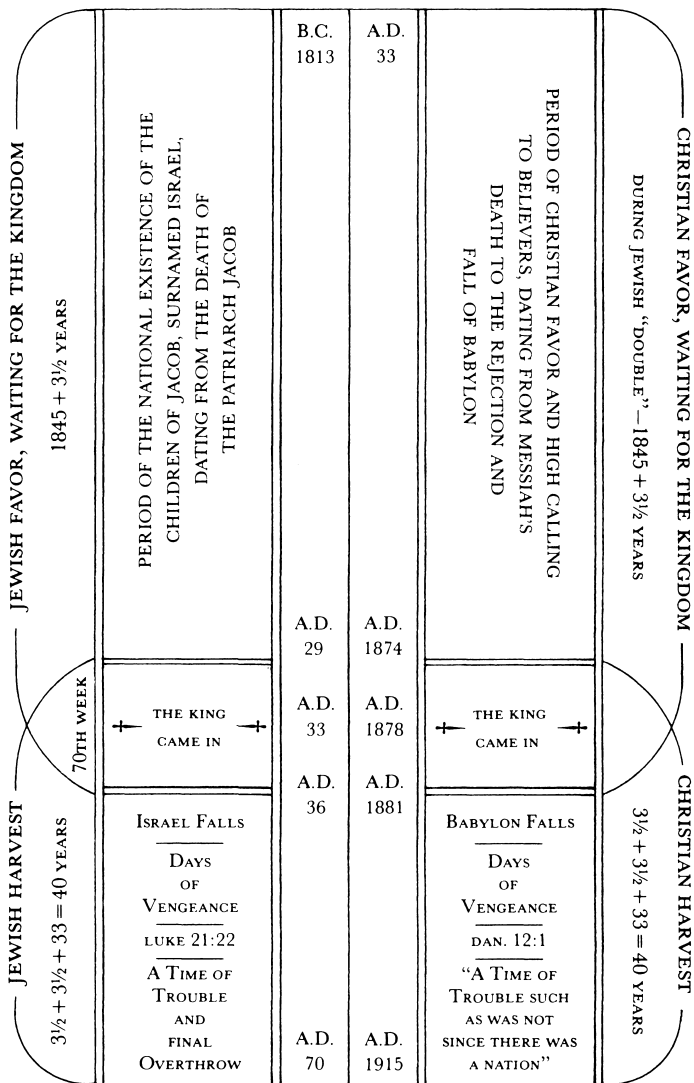 JEWISH FAVOR, WAITING FOR THE KINGDOM
1845 + 3½ YEARS
PERIOD OF THE NATIONAL EXISTENCE OF THE
CHILDREN OF JACOB, SURNAMED ISRAEL,
DATING FROM THE DEATH OF
THE PATRIARCH JACOB
B.C.
1813
A.D.
33
PERIOD OF CHRISTIAN FAVOR AND HIGH CALLING
TO BELIEVERS, DATING FROM MESSIAH'S
DEATH TO THE REJECTION AND
FALL OF BABYLON
DURING JEWISH “DOUBLE”—1845 + 3½ YEARS
CHRISTIAN FAVOR, WAITING FOR THE KINGDOM
A.D.
29
A.D.
1874
70TH WEEK
THE KING
CAME IN
A.D.
33
A.D.
1878
THE KING
CAME IN
A.D.
36
A.D.
1881
JEWISH HARVEST
3½ + 3½ + 33 = 40 YEARS
ISRAEL FALLS
DAYS
OF
VENGEANCE
LUKE 21:22
A TIME OF
TROUBLE
AND
FINAL
OVERTHROW
A.D.
70
A.D.
1915
BABYLON FALLS
DAYS
OF
VENGEANCE
DAN. 12:1
“A TIME OF
TROUBLE SUCH
AS WAS NOT
SINCE THERE WAS
A NATION”
3½ + 3½ + 33 = 40 YEARS
CHRISTIAN HARVEST